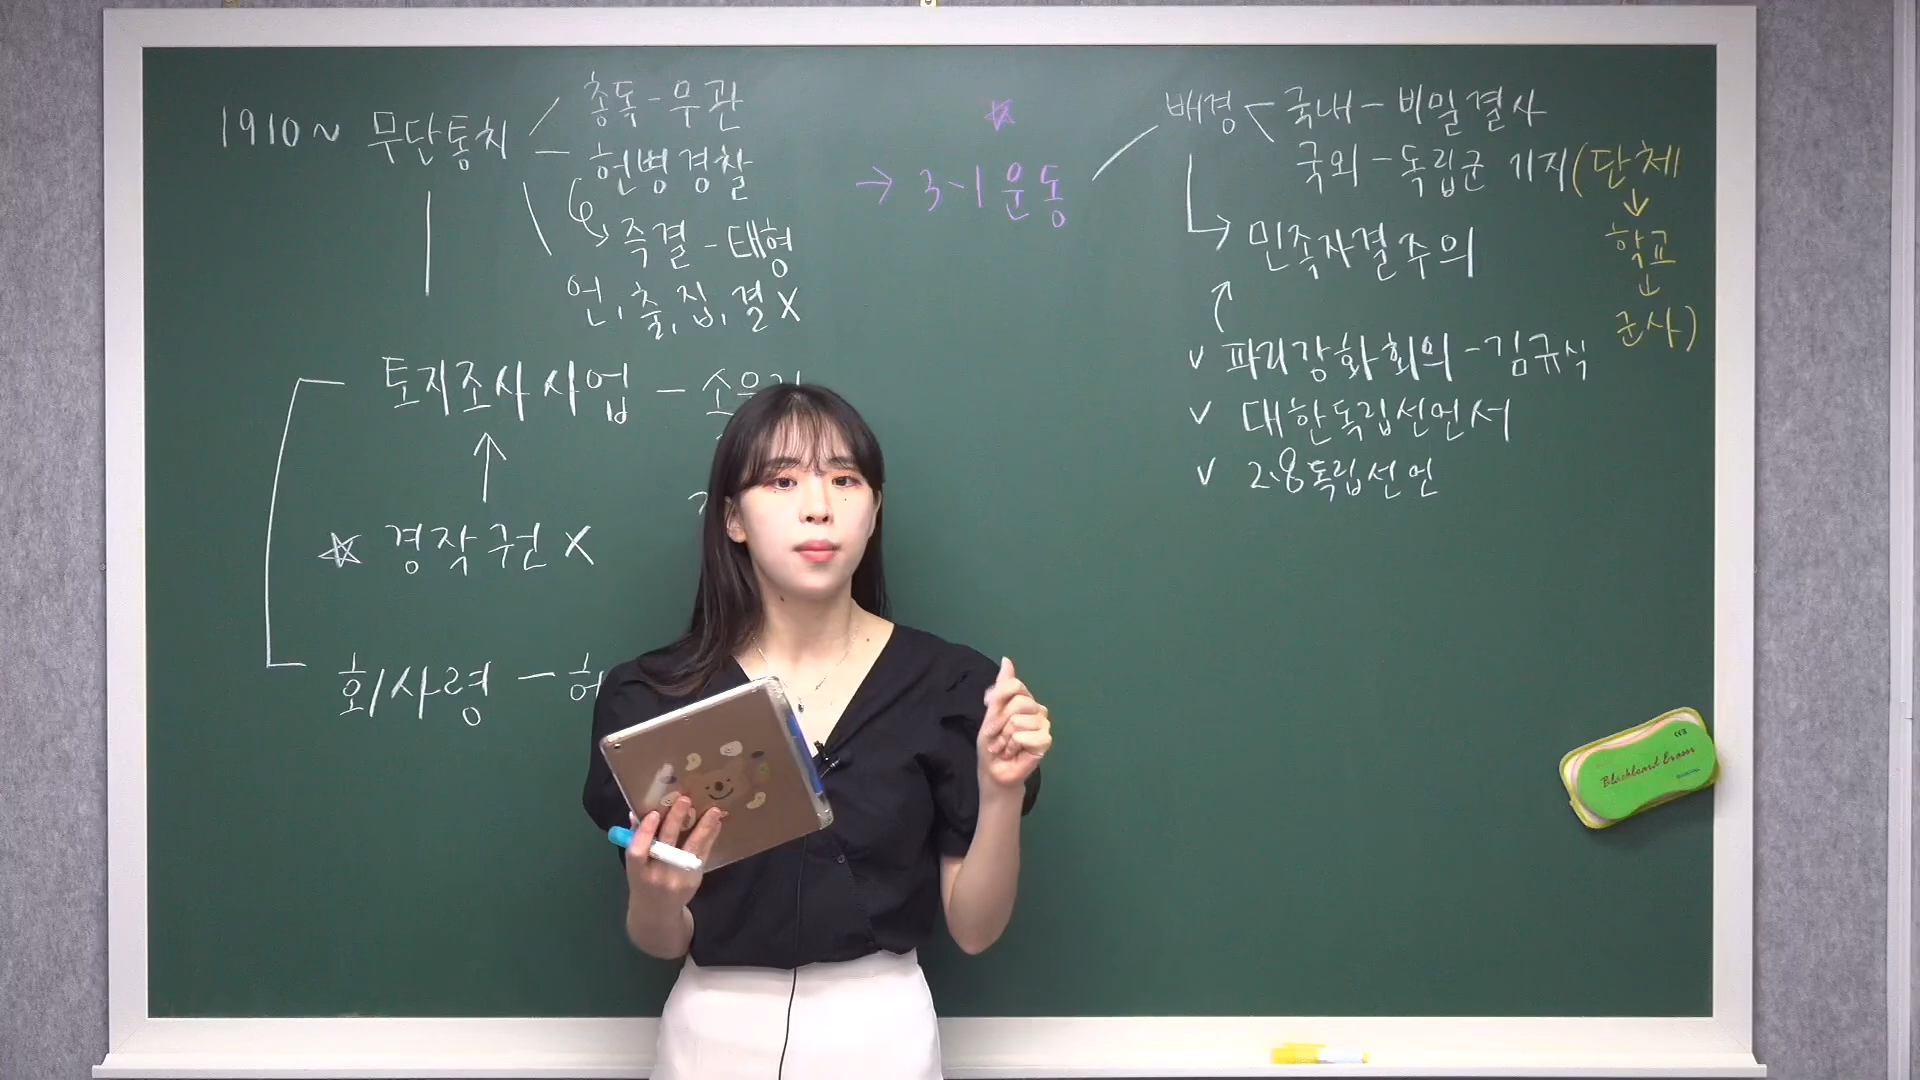 1910~ 무단통치
총독-무관
헌병경찰
즉결-태형
언, 출, 집, 결 X
토지조사사업 -
☆ 경작권 X
회사령 - 허
☆
→ 3·1운동
배경
국내 - 비밀결사
국외 - 독립군 기지(단체
↓
학교
↓
군사)
→ 민족자결주의
∨ 파리강화회의 - 김규식
∨ 대한독립선언서
∨ 2.8독립선언
Blackboard Eraser